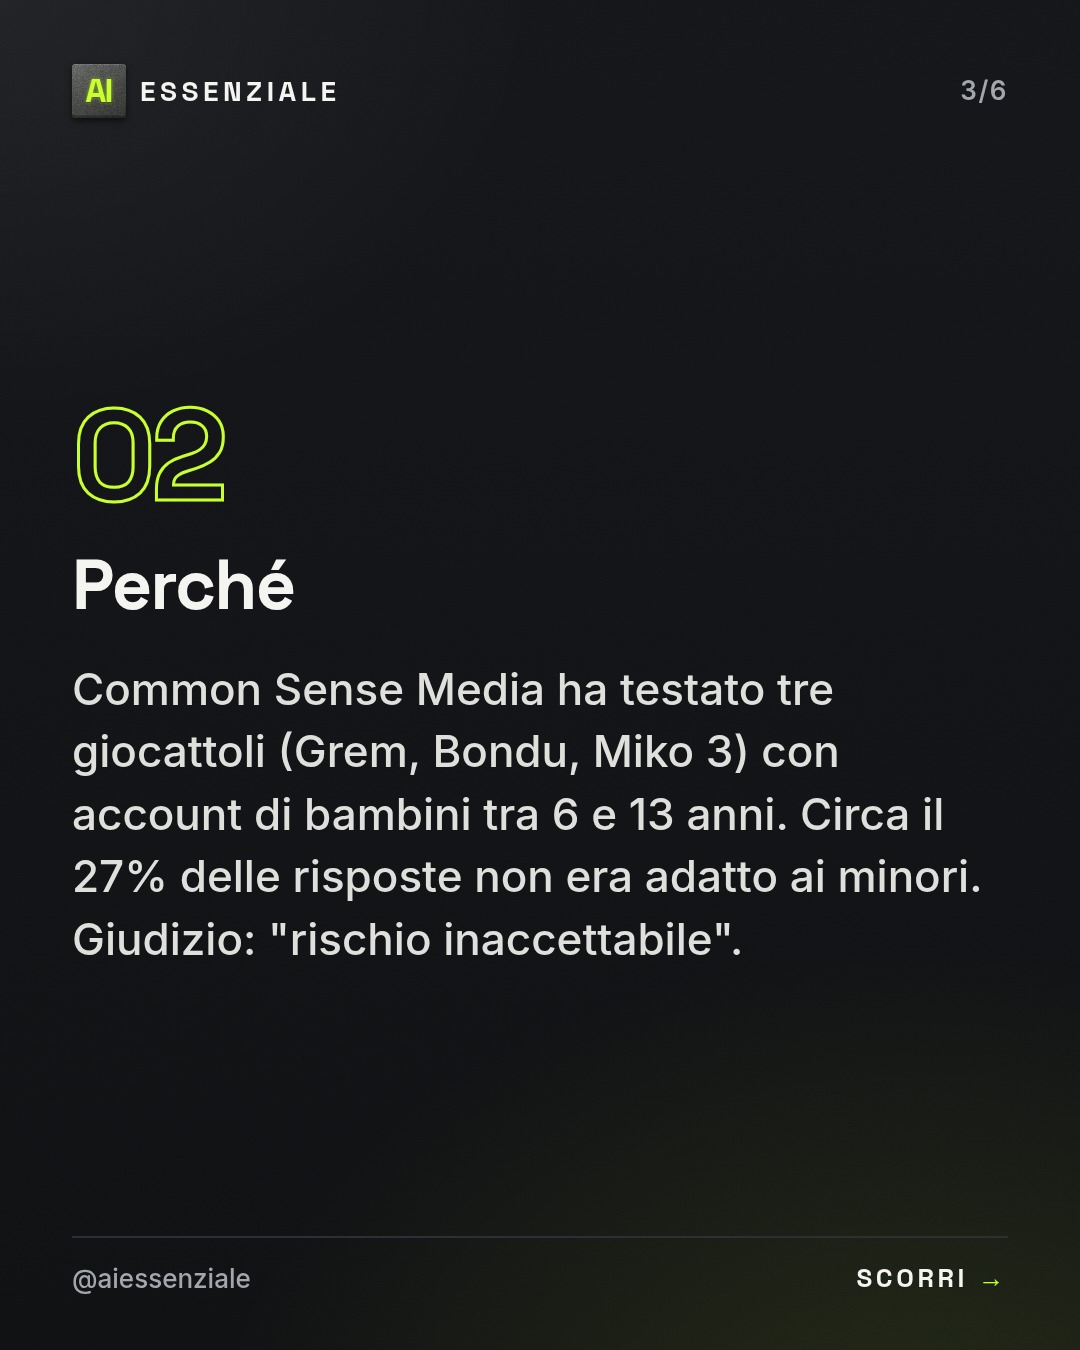 AI ESSENZIALE
3/6
02
Perché
Common Sense Media ha testato tre
giocattoli (Grem, Bondu, Miko 3) con
account di bambini tra 6 e 13 anni. Circa il
27% delle risposte non era adatto ai minori.
Giudizio: "rischio inaccettabile".
@aiessenziale
SCORRI →